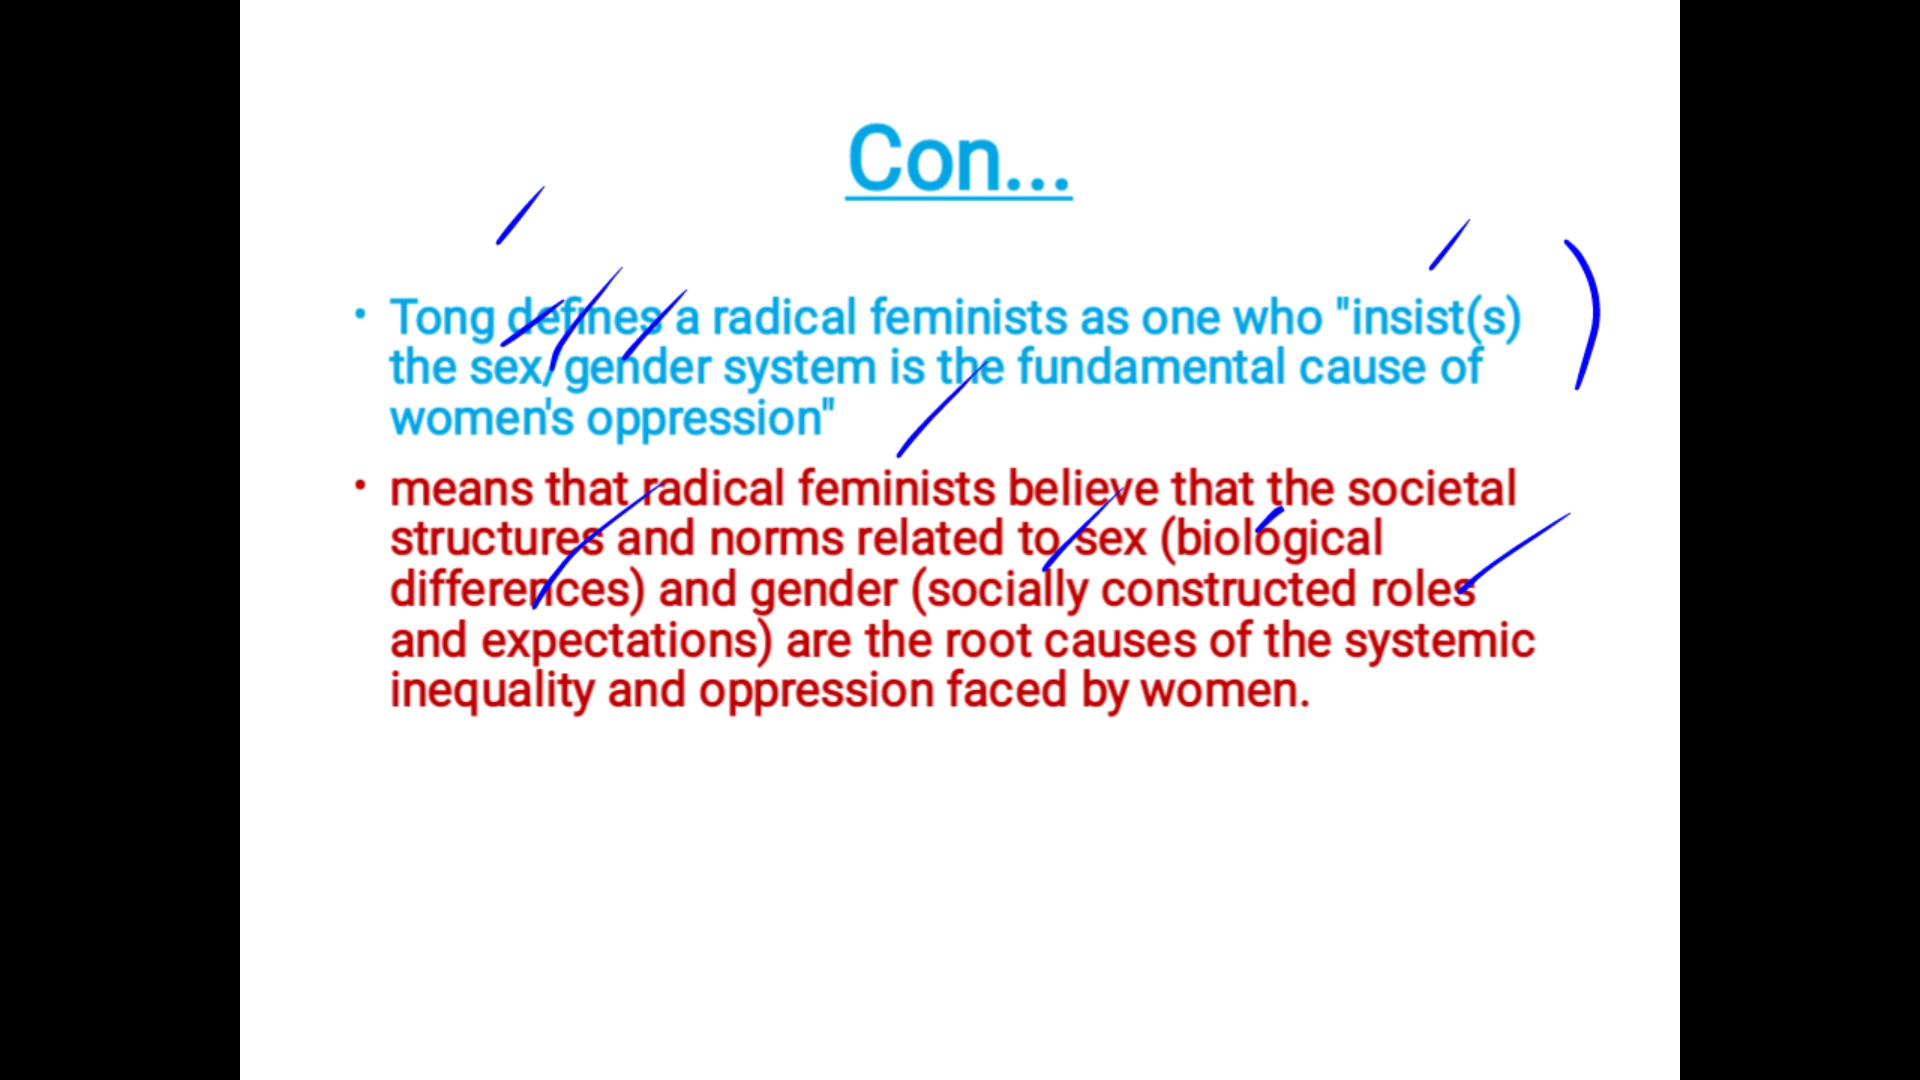 Con...
• Tong defines a radical feminists as one who "insist(s)
the sex/gender system is the fundamental cause of
women's oppression"
• means that radical feminists believe that the societal
structures and norms related to sex (biological
differences) and gender (socially constructed roles
and expectations) are the root causes of the systemic
inequality and oppression faced by women.